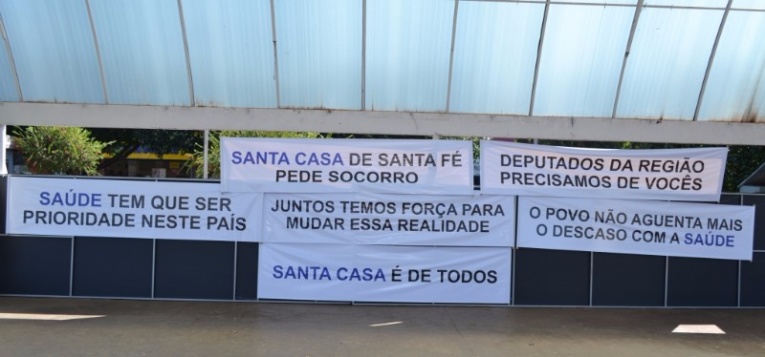 SANTA CASA DE SANTA FÉ
PEDE SOCORRO
DEPUTADOS DA REGIÃO
PRECISAMOS DE VOCÊS
SAÚDE TEM QUE SER
PRIORIDADE NESTE PAÍS
JUNTOS TEMOS FORÇA PARA
MUDAR ESSA REALIDADE
O POVO NÃO AGUENTA MAIS
O DESCASO COM A SAÚDE
SANTA CASA É DE TODOS